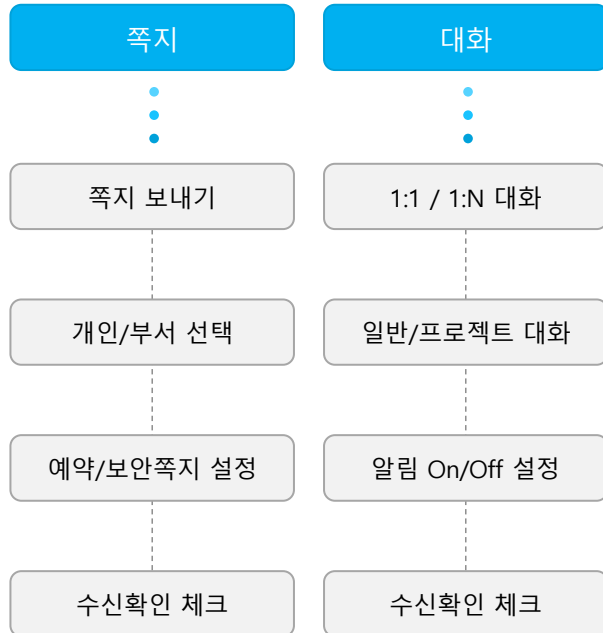 쪽지
대화
쪽지 보내기
1:1 / 1:N 대화
개인/부서 선택
일반/프로젝트 대화
예약/보안쪽지 설정
알림 On/Off 설정
수신확인 체크
수신확인 체크